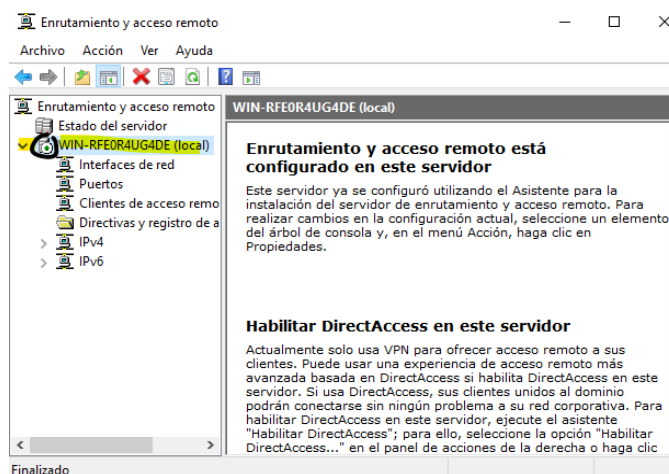 Enrutamiento y acceso remoto
Archivo Acción Ver Ayuda
Enrutamiento y acceso remoto
Estado del servidor
WIN-RFE0R4UG4DE (local)
Interfaces de red
Puertos
Clientes de acceso remo
Directivas y registro de a
IPv4
IPv6
WIN-RFE0R4UG4DE (local)
Enrutamiento y acceso remoto está
configurado en este servidor
Este servidor ya se configuró utilizando el Asistente para la
instalación del servidor de enrutamiento y acceso remoto. Para
realizar cambios en la configuración actual, seleccione un elemento
del árbol de consola y, en el menú Acción, haga clic en
Propiedades.
Habilitar DirectAccess en este servidor
Actualmente solo usa VPN para ofrecer acceso remoto a sus
clientes. Puede usar una experiencia de acceso remoto más
avanzada basada en DirectAccess si habilita DirectAccess en este
servidor. Si usa DirectAccess, sus clientes unidos al dominio
podrán conectarse sin ningún problema a su red corporativa. Para
habilitar DirectAccess en este servidor, ejecute el asistente
"Habilitar DirectAccess"; para ello, seleccione la opción "Habilitar
DirectAccess..." en el panel de acciones de la derecha o haga clic
Finalizado